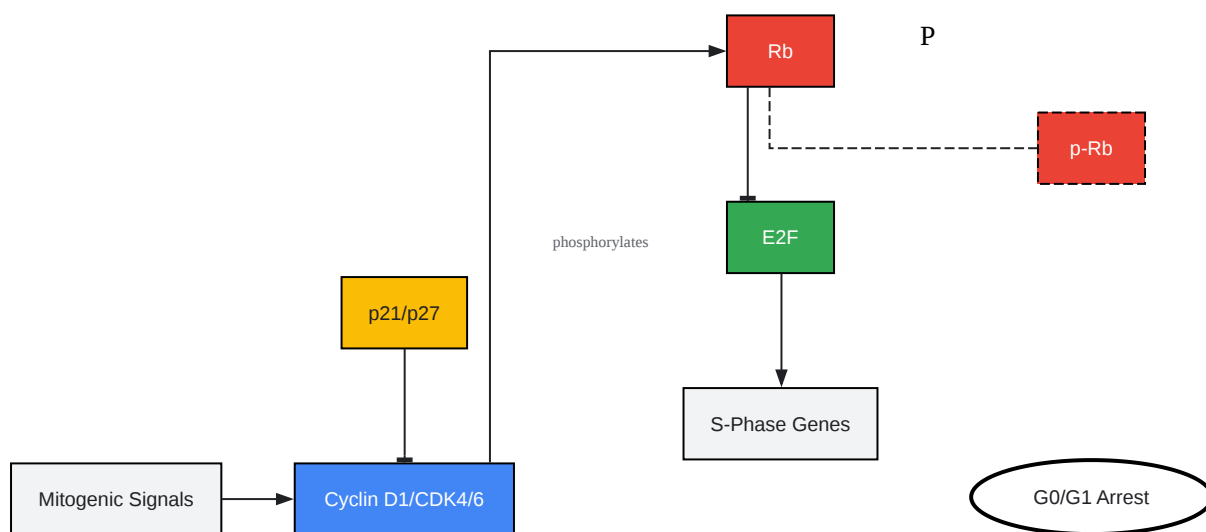 Rb
P
p-Rb
E2F
phosphorylates
p21/p27
S-Phase Genes
Mitogenic Signals
Cyclin D1/CDK4/6
G0/G1 Arrest